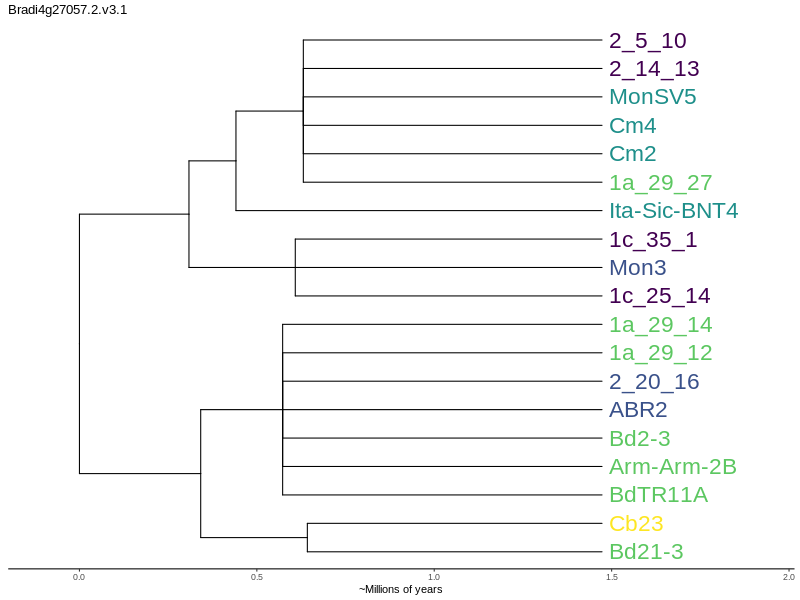 Bradi4g27057.2.v3.1
2_5_10
2_14_13
MonSV5
Cm4
Cm2
1a_29_27
Ita-Sic-BNT4
1c_35_1
Mon3
1c_25_14
1a_29_14
1a_29_12
2_20_16
ABR2
Bd2-3
Arm-Arm-2B
BdTR11A
Cb23
Bd21-3
0.0 0.5 1.0 1.5 2.0
~Millions of years